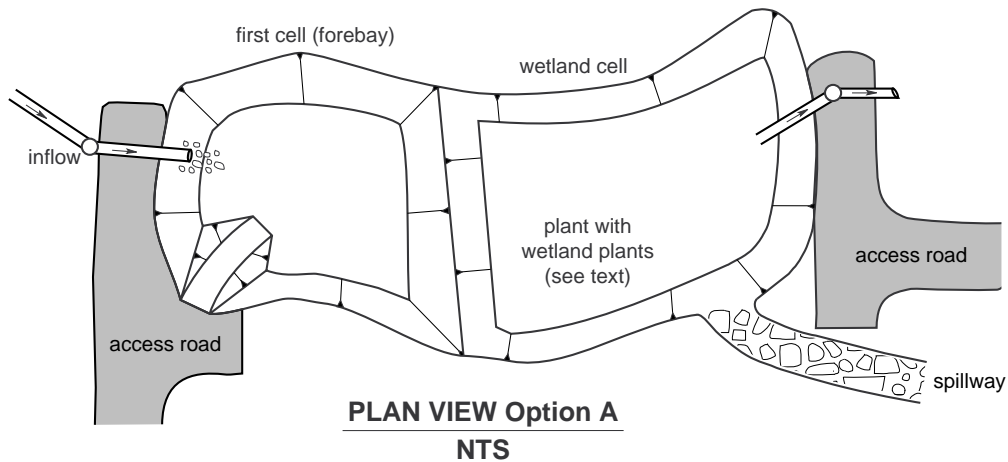 first cell (forebay)
wetland cell
inflow
plant with
wetland plants
(see text)
access road
access road
spillway
PLAN VIEW Option A
NTS